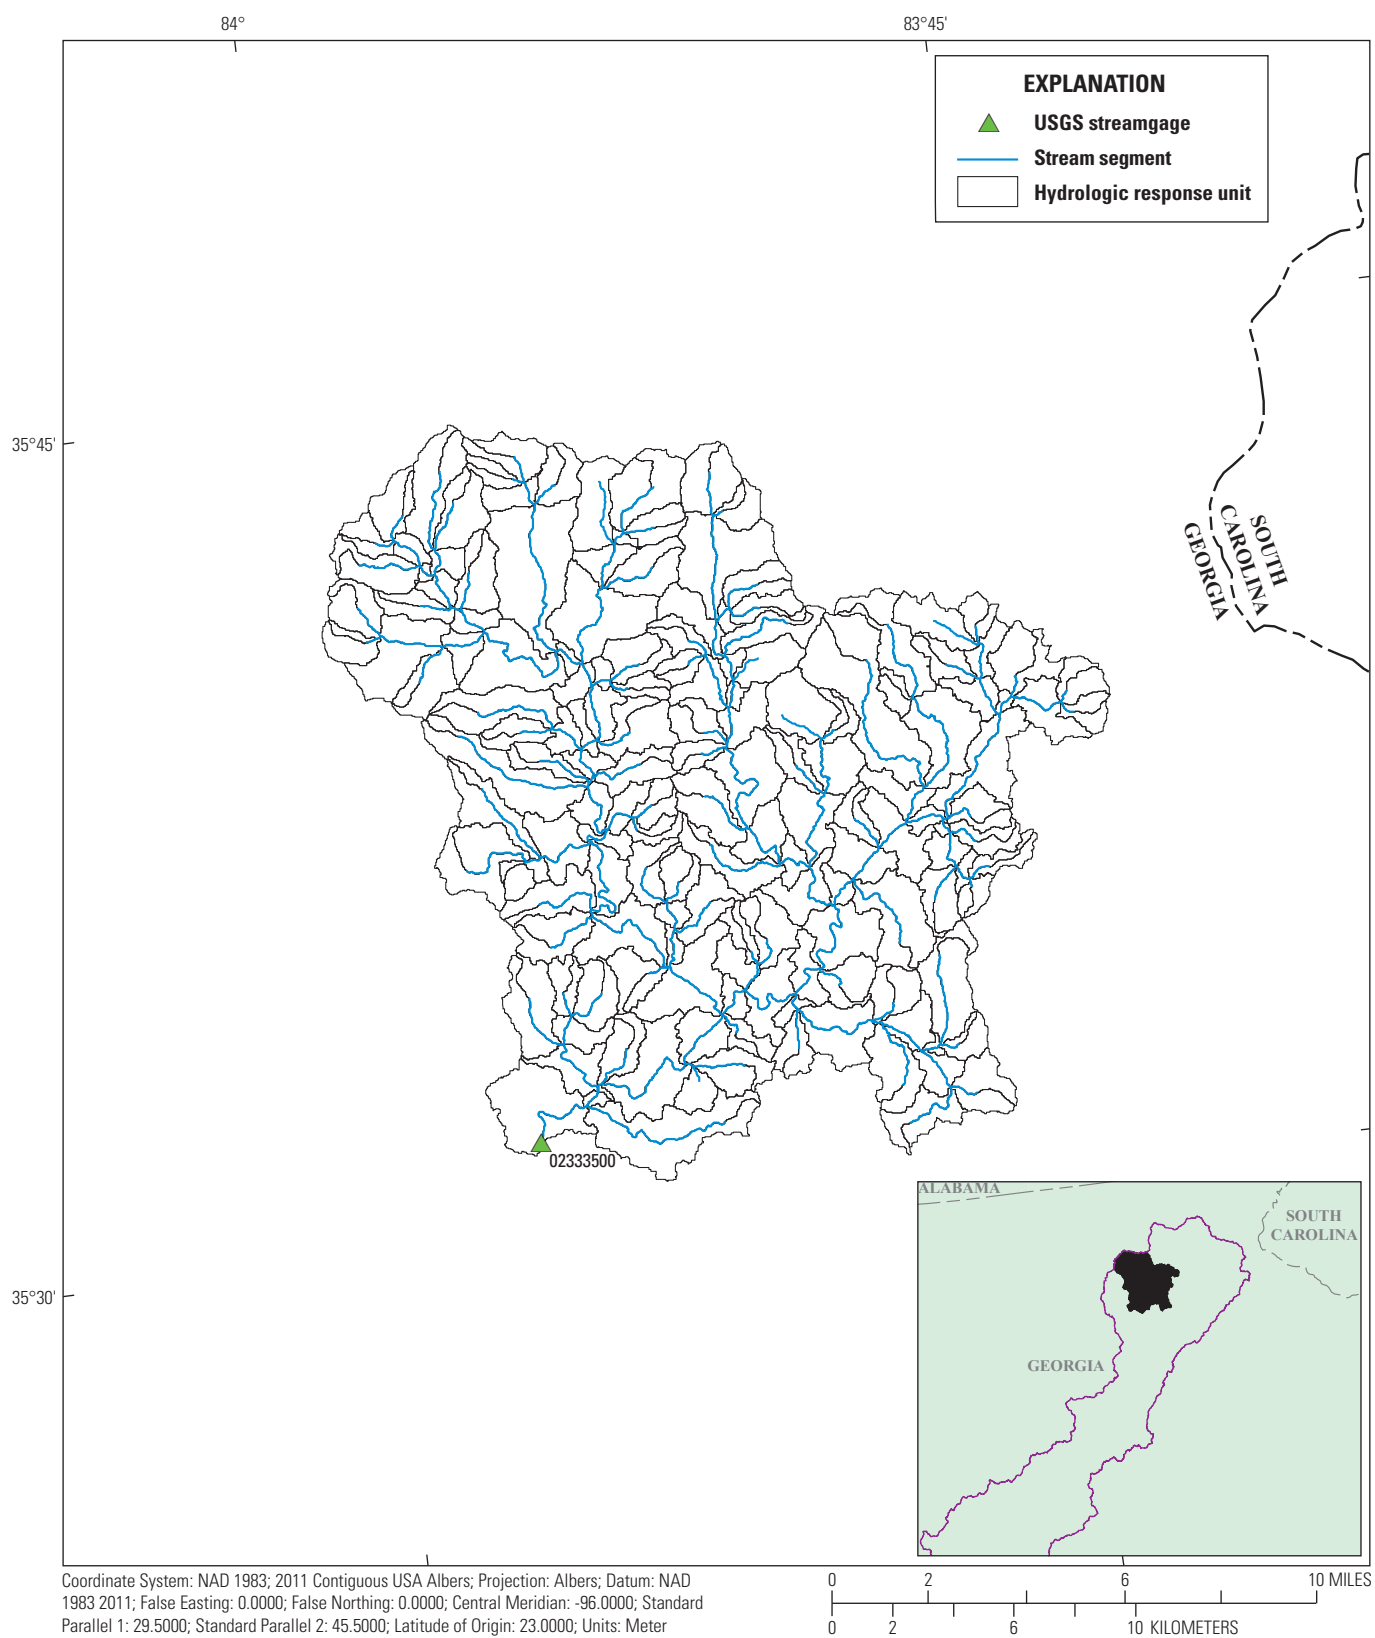 84°
83°45'
EXPLANATION
USGS streamgage
Stream segment
Hydrologic response unit
35°45'
SOUTH
CAROLINA
GEORGIA
02333500
35°30'
ALABAMA
SOUTH
CAROLINA
GEORGIA
Coordinate System: NAD 1983; 2011 Contiguous USA Albers; Projection: Albers; Datum: NAD
1983 2011; False Easting: 0.0000; False Northing: 0.0000; Central Meridian: -96.0000; Standard
Parallel 1: 29.5000; Standard Parallel 2: 45.5000; Latitude of Origin: 23.0000; Units: Meter
0 2 6 10 MILES
0 2 6 10 KILOMETERS